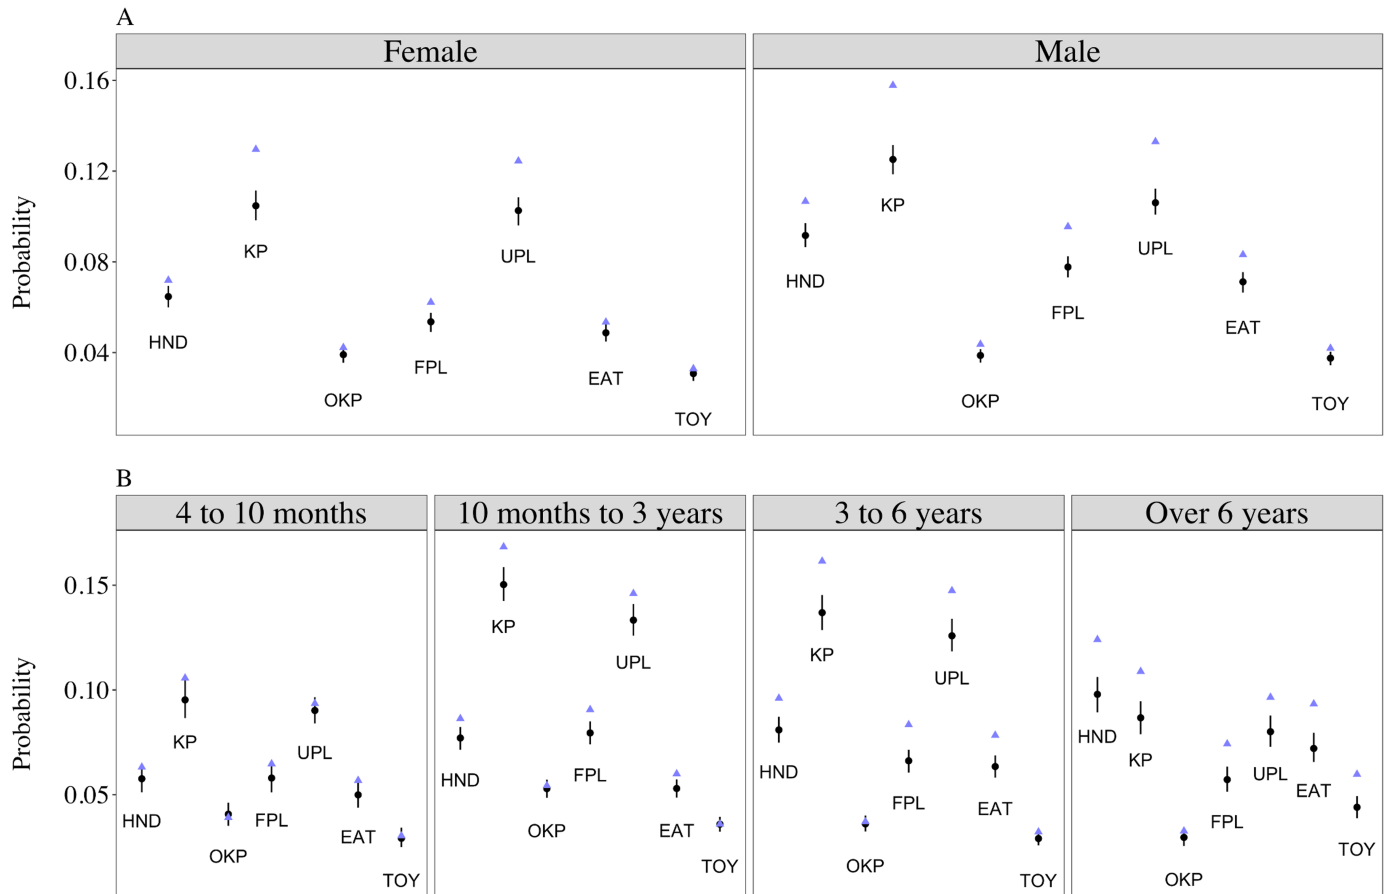 A
Female
Male
0.16
0.12
0.08
0.04
Probability
HND
KP
OKP
FPL
UPL
EAT
TOY
HND
KP
OKP
FPL
UPL
EAT
TOY
B
4 to 10 months
10 months to 3 years
3 to 6 years
Over 6 years
0.15
0.10
0.05
Probability
HND
KP
OKP
FPL
UPL
EAT
TOY
HND
KP
OKP
FPL
UPL
EAT
TOY
HND
KP
OKP
FPL
UPL
EAT
TOY
HND
KP
OKP
FPL
UPL
EAT
TOY